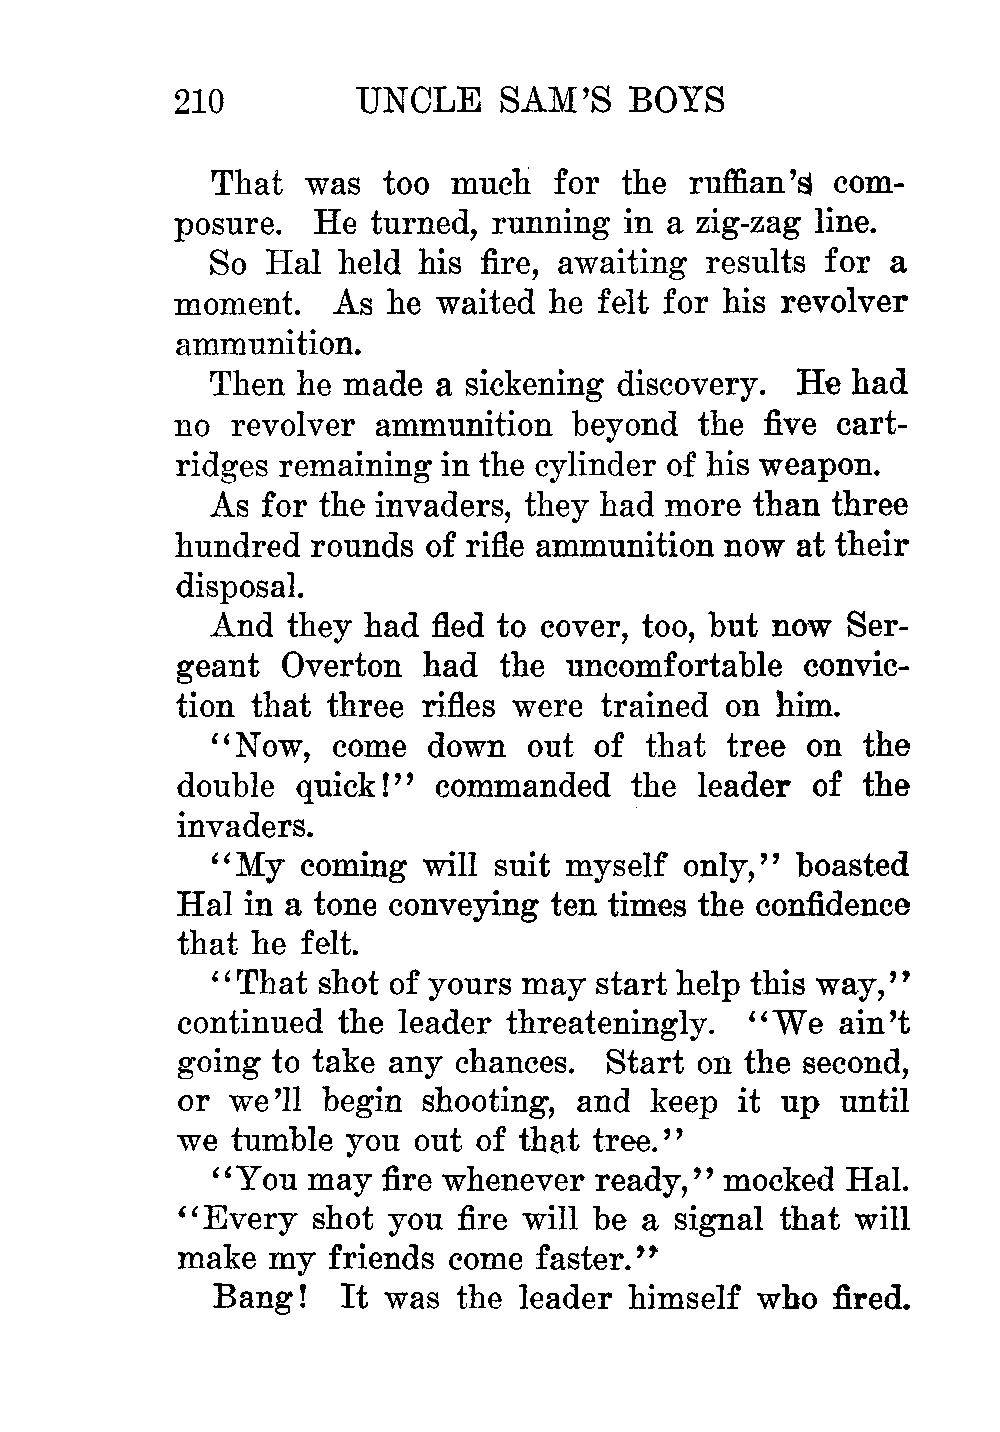 210 UNCLE SAM'S BOYS
That was too much for the ruffian's com-
posure. He turned, running in a zig-zag line.
So Hal held his fire, awaiting results for a
moment. As he waited he felt for his revolver
ammunition.
Then he made a sickening discovery. He had
no revolver ammunition beyond the five cart-
ridges remaining in the cylinder of his weapon.
As for the invaders, they had more than three
hundred rounds of rifle ammunition now at their
disposal.
And they had fled to cover, too, but now Ser-
geant Overton had the uncomfortable convic-
tion that three rifles were trained on him.
"Now, come down out of that tree on the
double quick!" commanded the leader of the
invaders.
"My coming will suit myself only," boasted
Hal in a tone conveying ten times the confidence
that he felt.
"That shot of yours may start help this way,"
continued the leader threateningly. "We ain't
going to take any chances. Start on the second,
or we'll begin shooting, and keep it up until
we tumble you out of that tree."
"You may fire whenever ready," mocked Hal.
"Every shot you fire will be a signal that will
make my friends come faster."
Bang! It was the leader himself who fired.